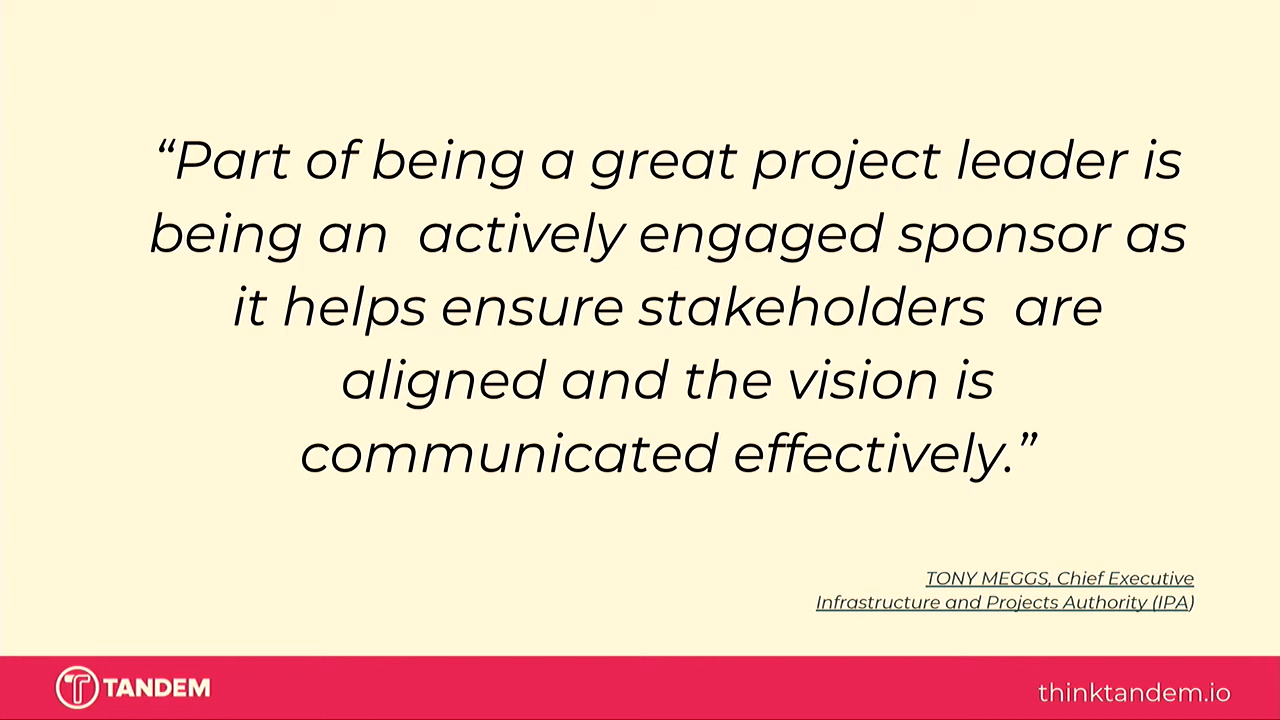 “Part of being a great project leader is
being an  actively engaged sponsor as
it helps ensure stakeholders  are
aligned and the vision is
communicated effectively.”
TONY MEGGS, Chief Executive
Infrastructure and Projects Authority (IPA)
TANDEM
thinktandem.io